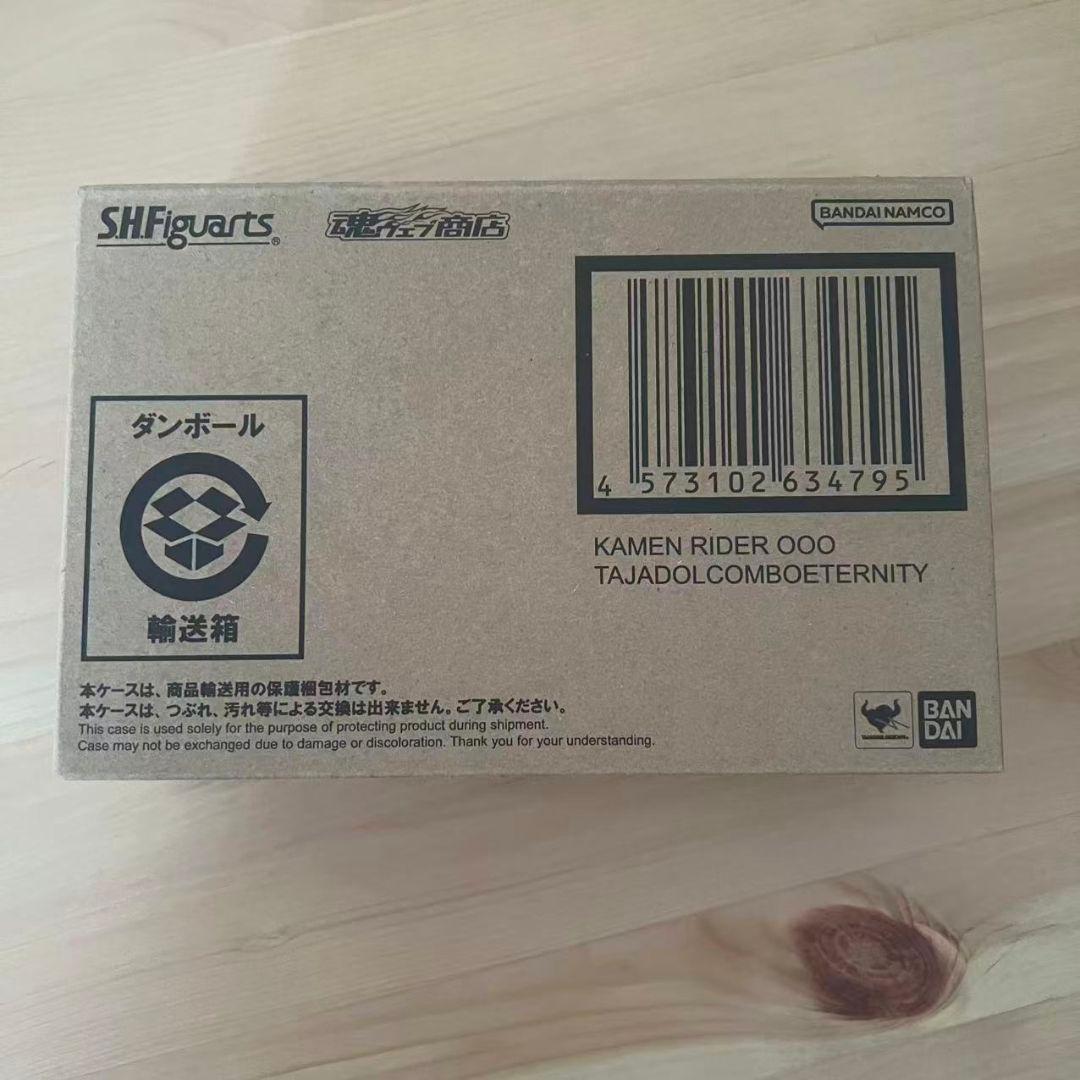 S.H.Figuarts®
魂ウェブ商店
BANDAI NAMCO
4 573102 634795
KAMEN RIDER OOO
TAJADOLCOMBOETERNITY
ダンボール
輸送箱
本ケースは、商品輸送用の保護梱包材です。
本ケースは、つぶれ、汚れ等による交換は出来ません。ご了承ください。
This case is used solely for the purpose of protecting product during shipment.
Case may not be exchanged due to damage or discoloration. Thank you for your understanding.
BAN
DAI